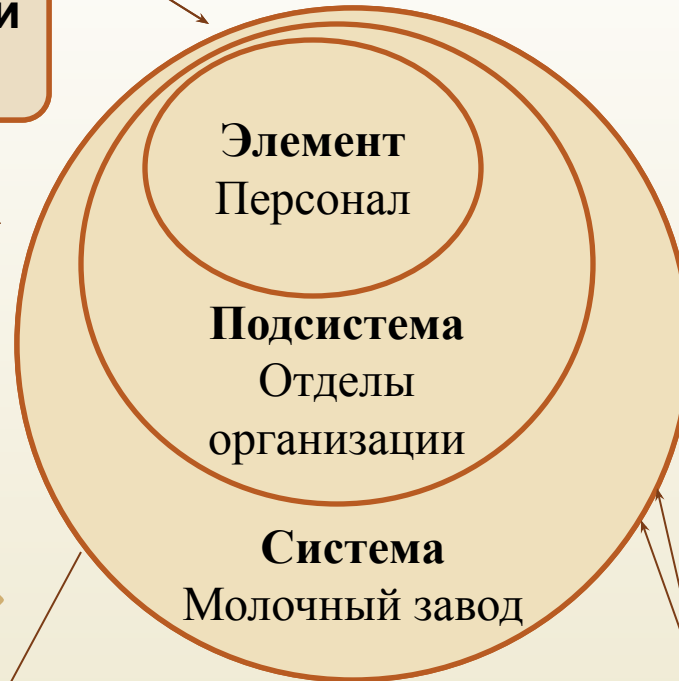 и
Элемент
Персонал
Подсистема
Отделы
организации
Система
Молочный завод